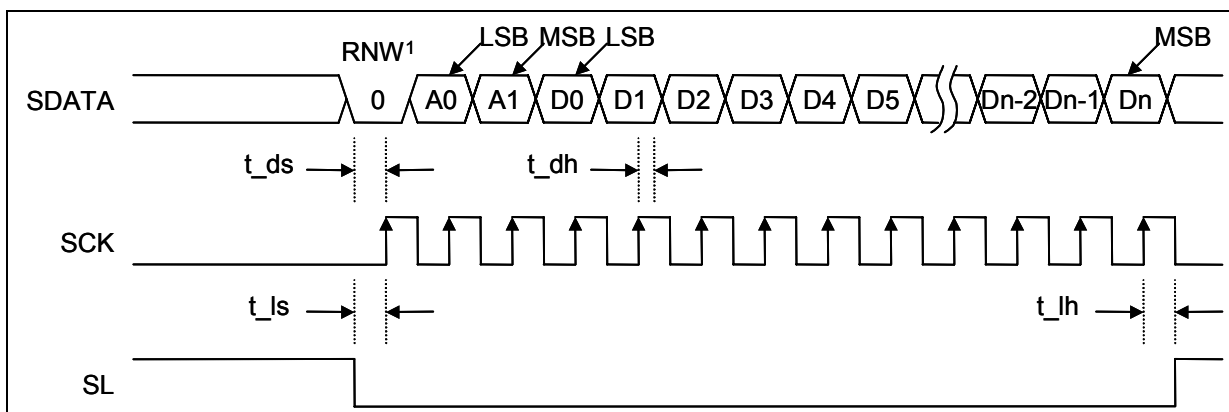 RNW¹ LSB MSB LSB MSB
SDATA 0 A0 A1 D0 D1 D2 D3 D4 D5 Dn-2 Dn-1 Dn
t_ds t_dh
SCK
t_ls t_lh
SL